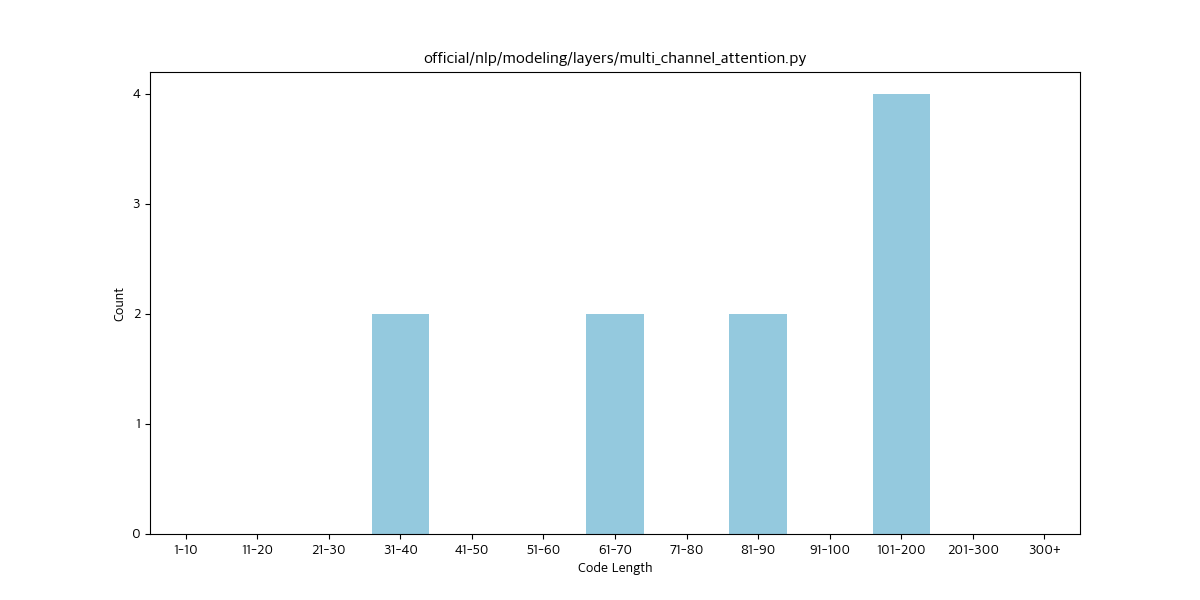 official/nlp/modeling/layers/multi_channel_attention.py
4
3
2
1
0
Count
1-10 11-20 21-30 31-40 41-50 51-60 61-70 71-80 81-90 91-100 101-200 201-300 300+
Code Length